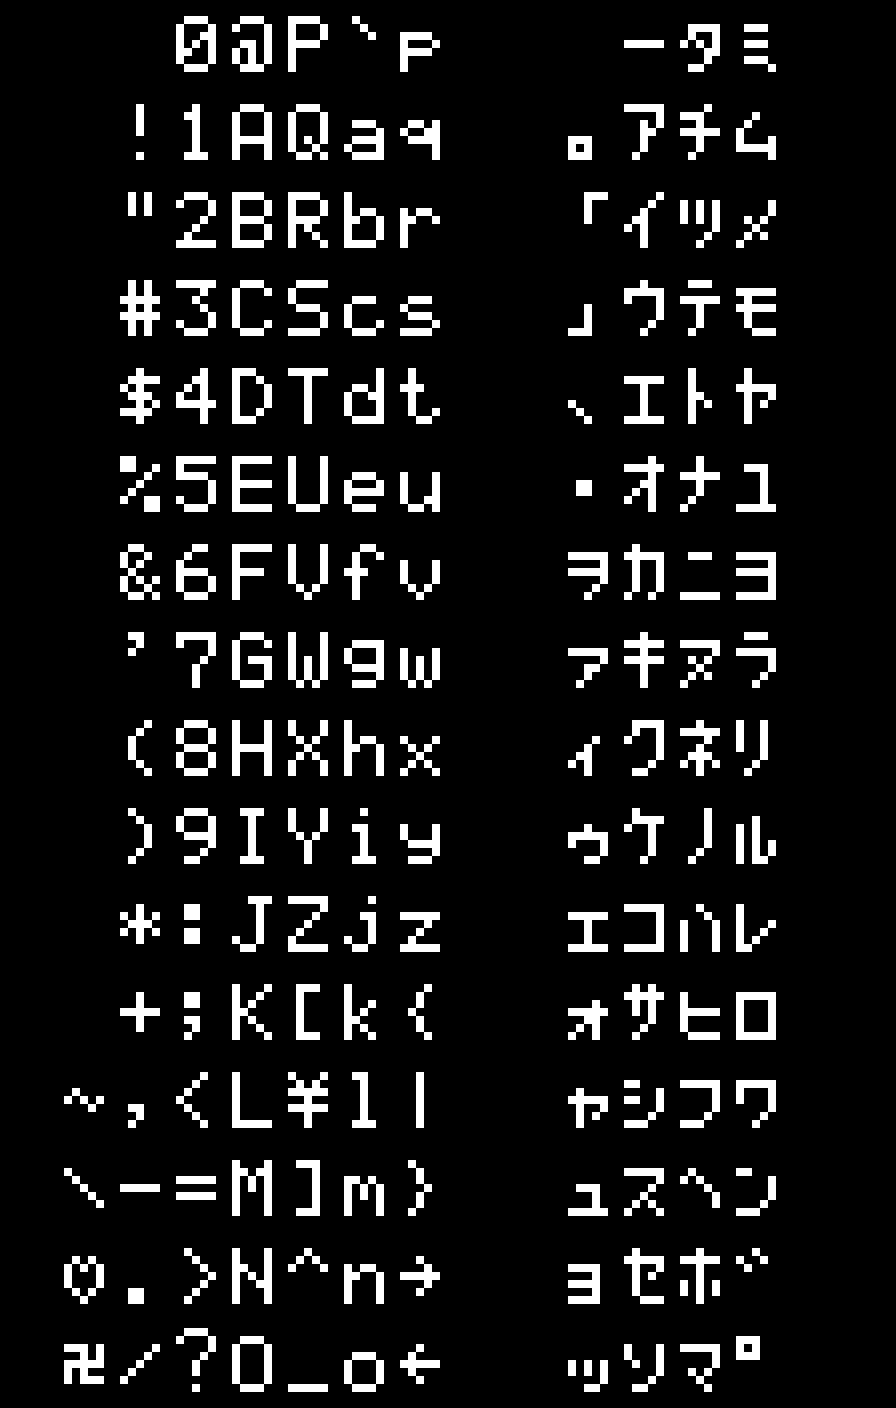 0@P`p ータミ
!1AQaq 。アチム
"2BRbr 「イツメ
#3CScs 」ウテモ
$4DTdt 、エトヤ
%5EUeu ・オナユ
&6FVfv ヲカニヨ
'7GWgw ァキヌラ
(8HXhx ィクネリ
)9IYiy ゥケノル
*:JZjz ェコハレ
+;K[k{ ォサヒロ
~,<L¥l| ャシフワ
\-=M]m} ュスヘン
♡.>N^n→ ョセホ゛
卐/?O_o← ッソマ゜